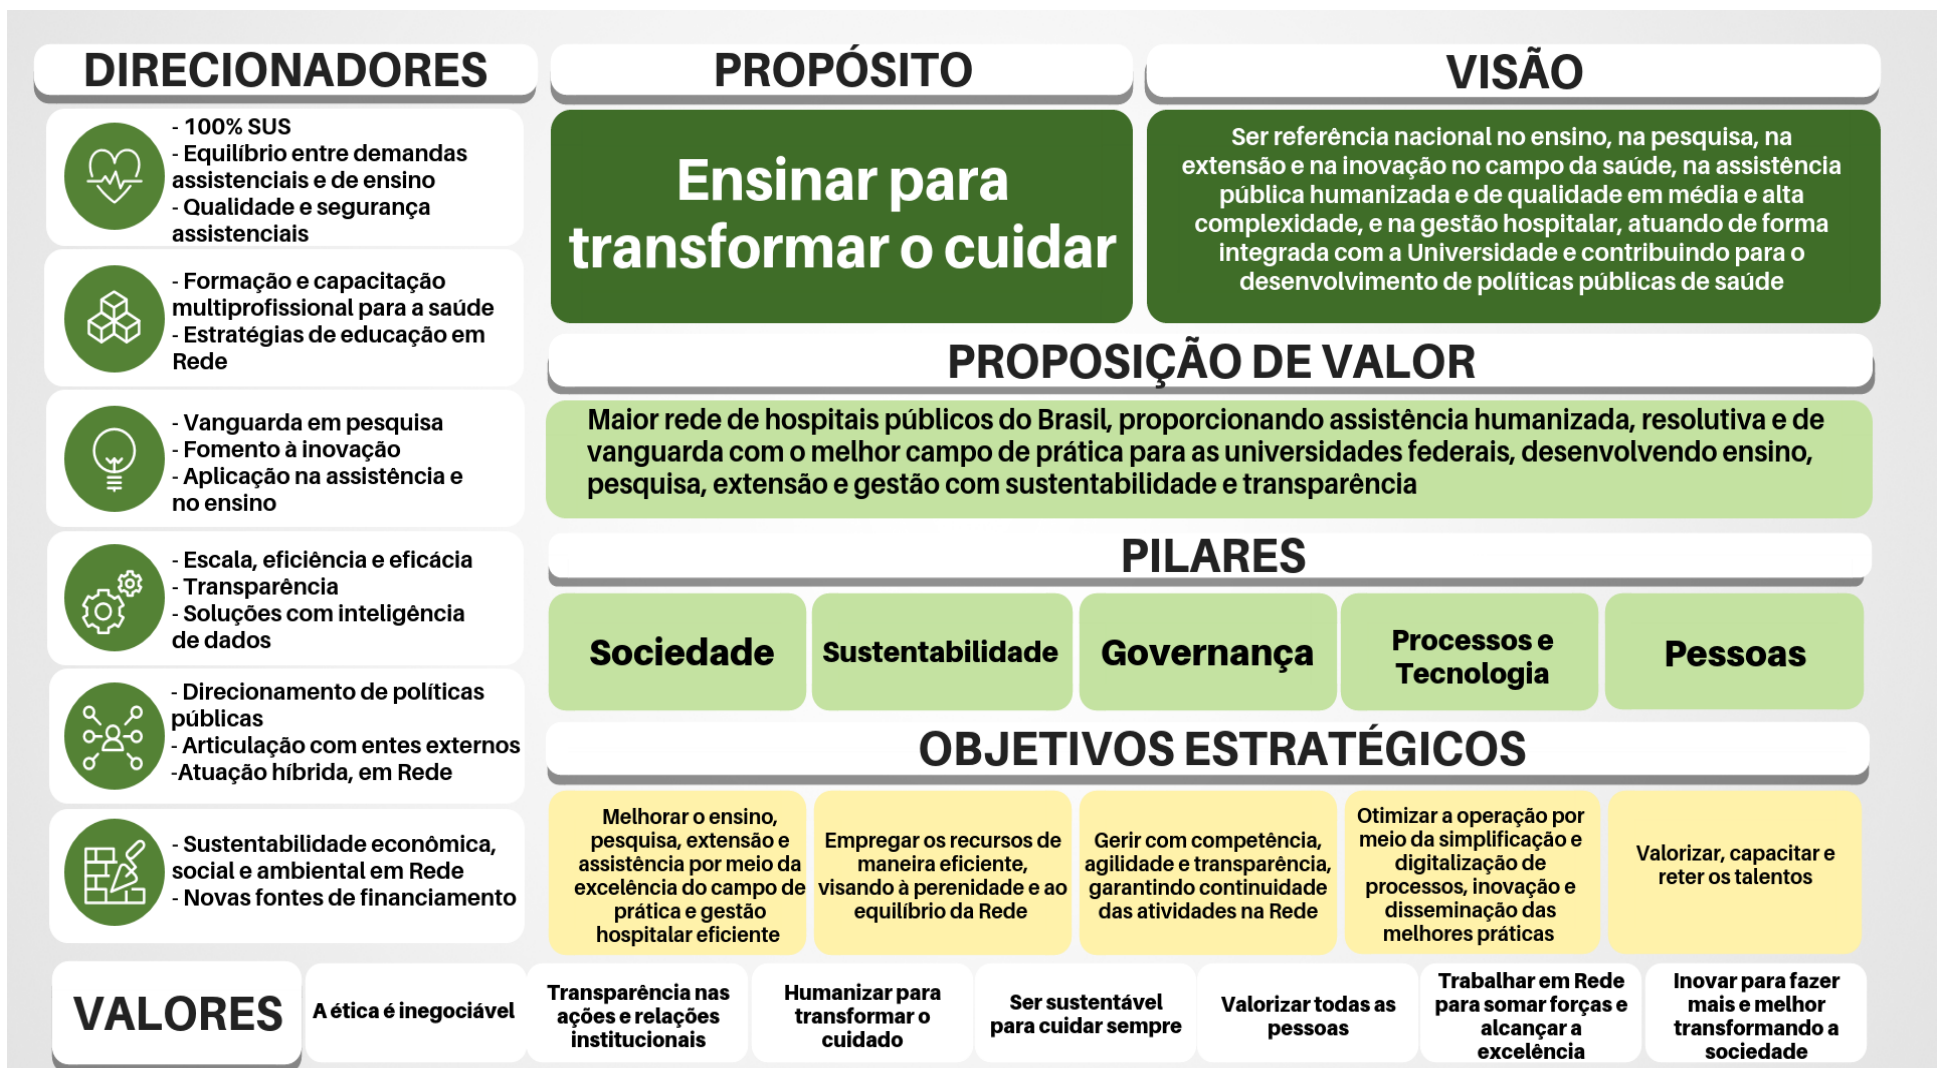 DIRECIONADORES
- 100% SUS
- Equilíbrio entre demandas
assistenciais e de ensino
- Qualidade e segurança
assistenciais
- Formação e capacitação
multiprofissional para a saúde
- Estratégias de educação em
Rede
- Vanguarda em pesquisa
- Fomento à inovação
- Aplicação na assistência e
no ensino
- Escala, eficiência e eficácia
- Transparência
- Soluções com inteligência
de dados
- Direcionamento de políticas
públicas
- Articulação com entes externos
-Atuação híbrida, em Rede
- Sustentabilidade econômica,
social e ambiental em Rede
- Novas fontes de financiamento
PROPÓSITO
Ensinar para
transformar o cuidar
VISÃO
Ser referência nacional no ensino, na pesquisa, na
extensão e na inovação no campo da saúde, na assistência
pública humanizada e de qualidade em média e alta
complexidade, e na gestão hospitalar, atuando de forma
integrada com a Universidade e contribuindo para o
desenvolvimento de políticas públicas de saúde
PROPOSIÇÃO DE VALOR
Maior rede de hospitais públicos do Brasil, proporcionando assistência humanizada, resolutiva e de
vanguarda com o melhor campo de prática para as universidades federais, desenvolvendo ensino,
pesquisa, extensão e gestão com sustentabilidade e transparência
PILARES
Sociedade
Sustentabilidade
Governança
Processos e
Tecnologia
Pessoas
OBJETIVOS ESTRATÉGICOS
Melhorar o ensino,
pesquisa, extensão e
assistência por meio da
excelência do campo de
prática e gestão
hospitalar eficiente
Empregar os recursos de
maneira eficiente,
visando à perenidade e ao
equilíbrio da Rede
Gerir com competência,
agilidade e transparência,
garantindo continuidade
das atividades na Rede
Otimizar a operação por
meio da simplificação e
digitalização de
processos, inovação e
disseminação das
melhores práticas
Valorizar, capacitar e
reter os talentos
VALORES
A ética é inegociável
Transparência nas
ações e relações
institucionais
Humanizar para
transformar o
cuidado
Ser sustentável
para cuidar sempre
Valorizar todas as
pessoas
Trabalhar em Rede
para somar forças e
alcançar a
excelência
Inovar para fazer
mais e melhor
transformando a
sociedade